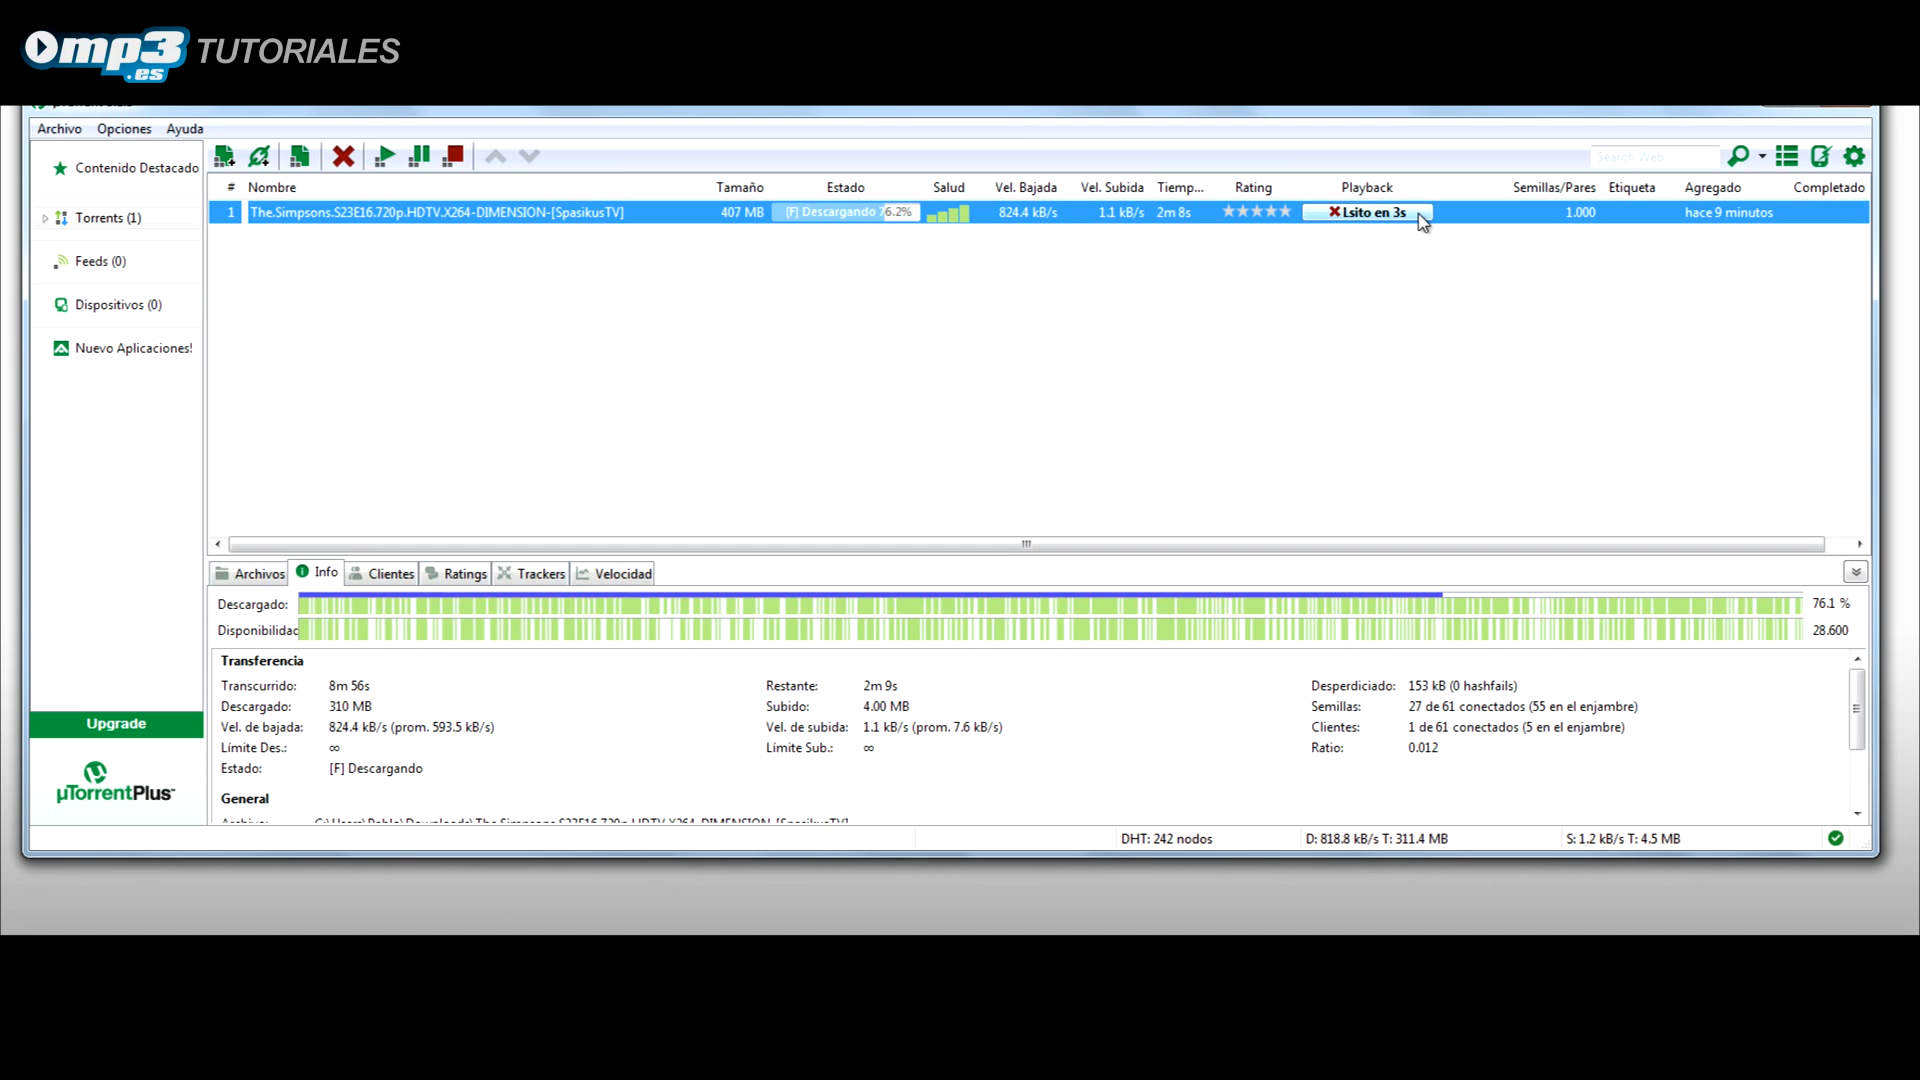 mp3.es TUTORIALES
Archivo Opciones Ayuda
Contenido Destacado
Torrents (1)
Feeds (0)
Dispositivos (0)
Nuevo Aplicaciones!
Search Web
# Nombre Tamaño Estado Salud Vel. Bajada Vel. Subida Tiemp... Rating Playback Semillas/Pares Etiqueta Agregado Completado
1 The.Simpsons.S23E16.720p.HDTV.X264-DIMENSION-[SpasikusTV] 407 MB [F] Descargando 76.2% 824.4 kB/s 1.1 kB/s 2m 8s Lsito en 3s 1.000 hace 9 minutos
Archivos Info Clientes Ratings Trackers Velocidad
Descargado: 76.1 %
Disponibilidad 28.600
Transferencia
Transcurrido: 8m 56s Restante: 2m 9s Desperdiciado: 153 kB (0 hashfails)
Descargado: 310 MB Subido: 4.00 MB Semillas: 27 de 61 conectados (55 en el enjambre)
Vel. de bajada: 824.4 kB/s (prom. 593.5 kB/s) Vel. de subida: 1.1 kB/s (prom. 7.6 kB/s) Clientes: 1 de 61 conectados (5 en el enjambre)
Límite Des.: ∞ Límite Sub.: ∞ Ratio: 0.012
Estado: [F] Descargando
General
Upgrade
µTorrentPlus™
DHT: 242 nodos D: 818.8 kB/s T: 311.4 MB S: 1.2 kB/s T: 4.5 MB